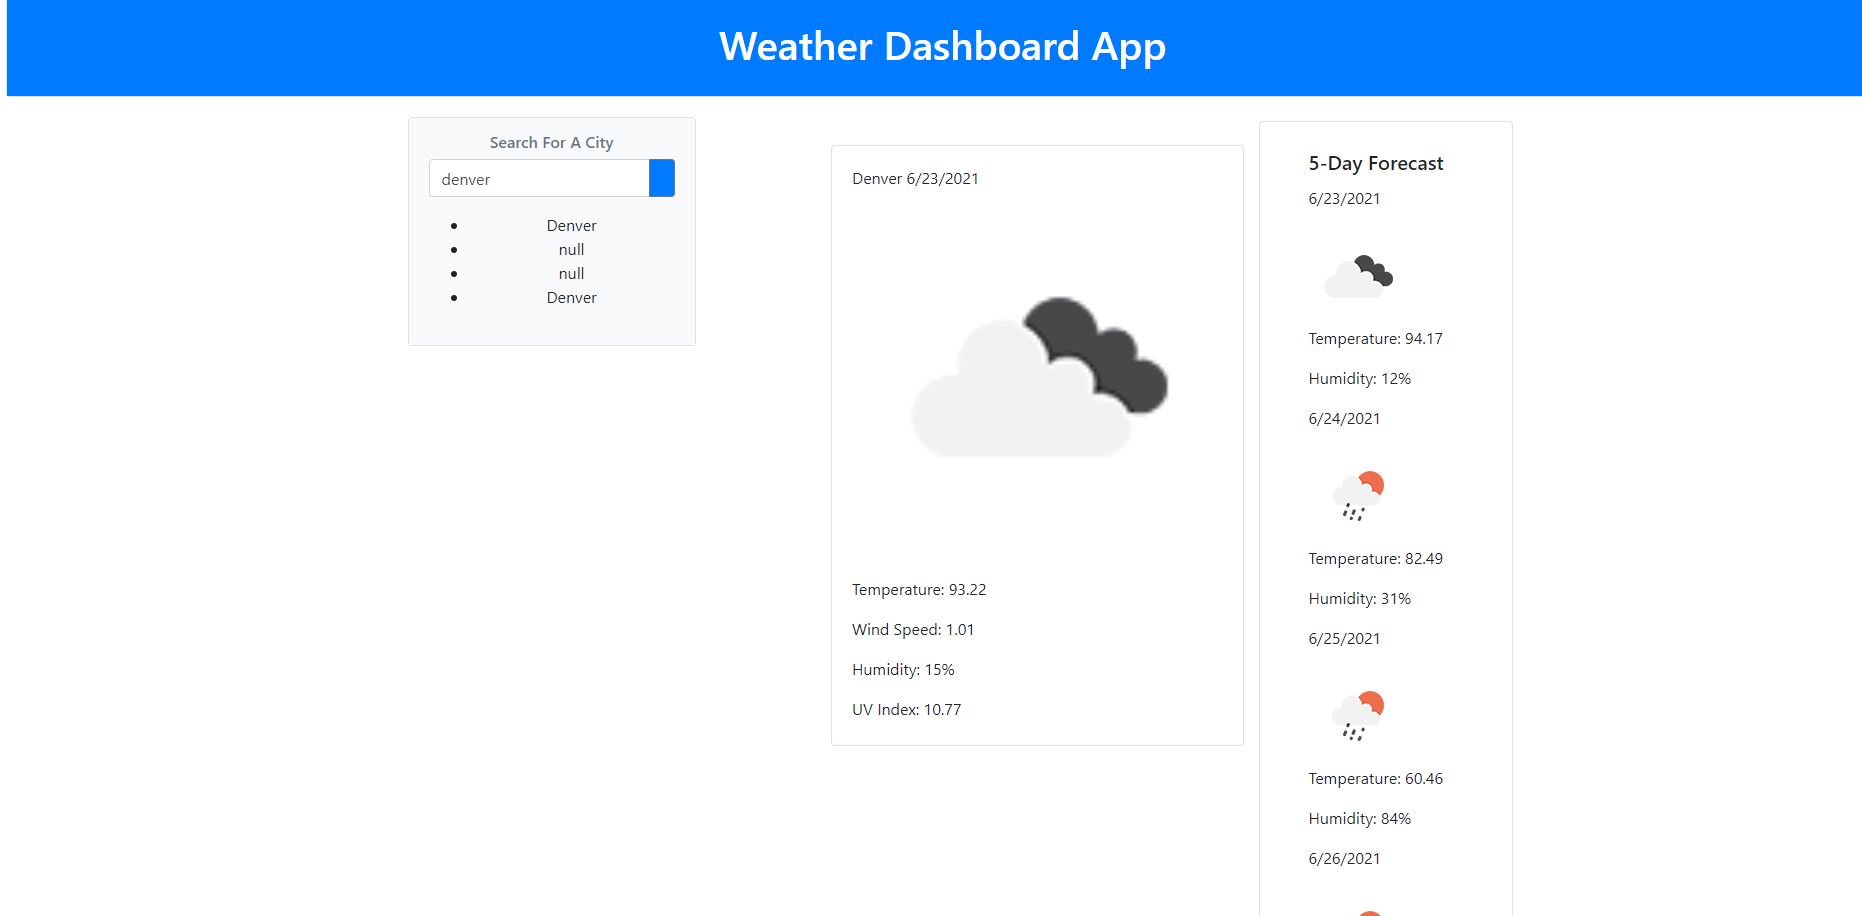 Weather Dashboard App
Search For A City
denver
Denver
null
null
Denver
Denver 6/23/2021
Temperature: 93.22
Wind Speed: 1.01
Humidity: 15%
UV Index: 10.77
5-Day Forecast
6/23/2021
Temperature: 94.17
Humidity: 12%
6/24/2021
Temperature: 82.49
Humidity: 31%
6/25/2021
Temperature: 60.46
Humidity: 84%
6/26/2021